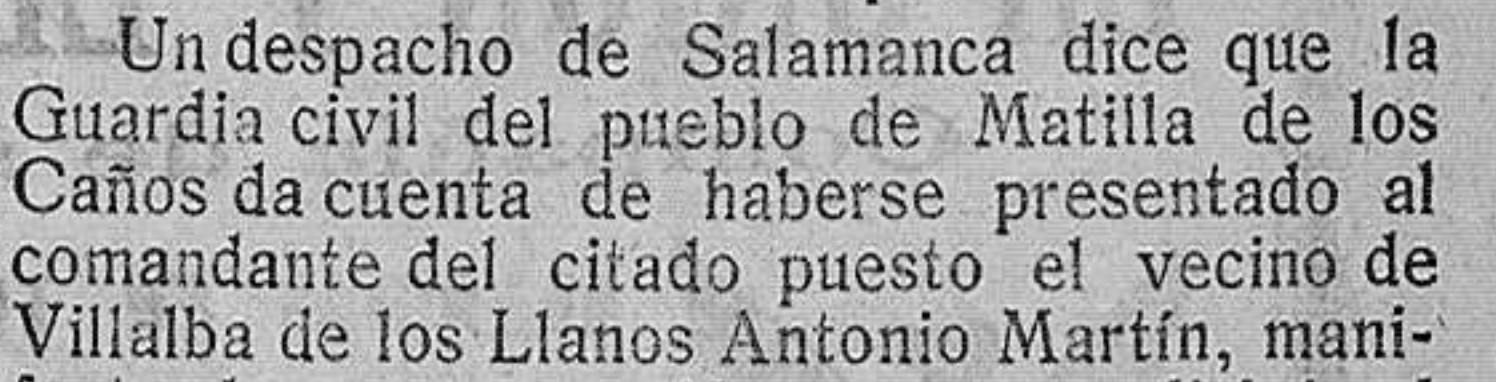 Un despacho de Salamanca dice que la
Guardia civil del pueblo de Matilla de los
Caños da cuenta de haberse presentado al
comandante del citado puesto el vecino de
Villalba de los Llanos Antonio Martín, mani-